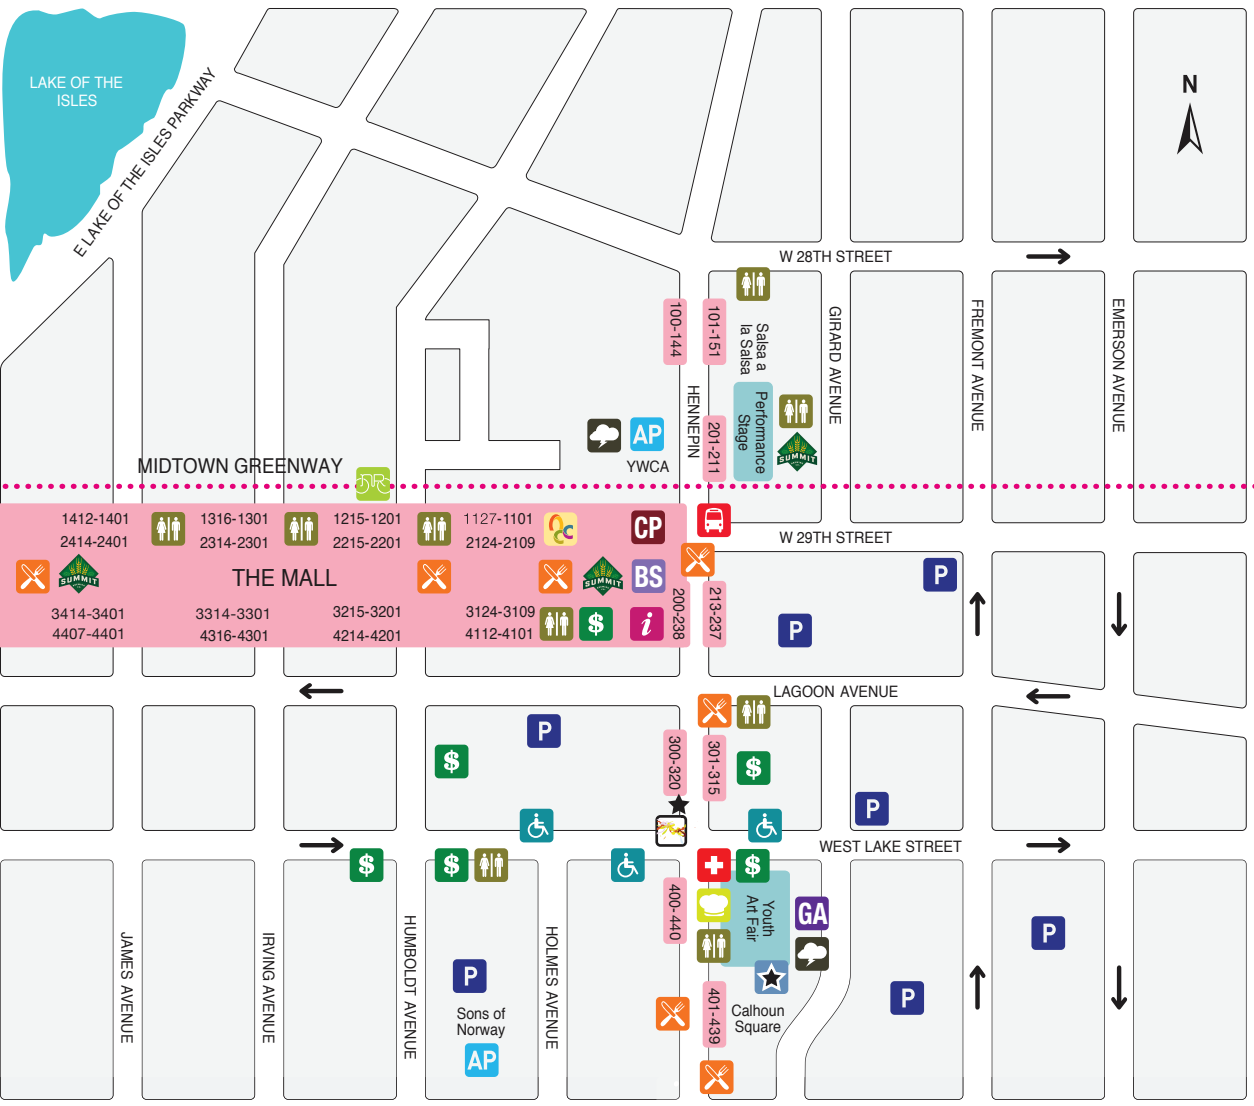 LAKE OF THE
ISLES
E LAKE OF THE ISLES PARKWAY
N
W 28TH STREET
100-144
101-151
Salsa a
la Salsa
GIRARD AVENUE
FREMONT AVENUE
EMERSON AVENUE
HENNEPIN
201-211
Performance
Stage
SUMMIT
AP
YWCA
MIDTOWN GREENWAY
1412-1401
1316-1301
1215-1201
1127-1101
CP
2414-2401
2314-2301
2215-2201
2124-2109
W 29TH STREET
SUMMIT
THE MALL
SUMMIT
BS
P
3414-3401
3314-3301
3215-3201
3124-3109
200-238
213-237
4407-4401
4316-4301
4214-4201
4112-4101
$
i
P
LAGOON AVENUE
P
$
300-320
301-315
$
P
WEST LAKE STREET
$
$
$
400-440
Youth
Art Fair
GA
JAMES AVENUE
IRVING AVENUE
HUMBOLDT AVENUE
HOLMES AVENUE
P
P
P
Sons of
Norway
AP
401-439
Calhoun
Square